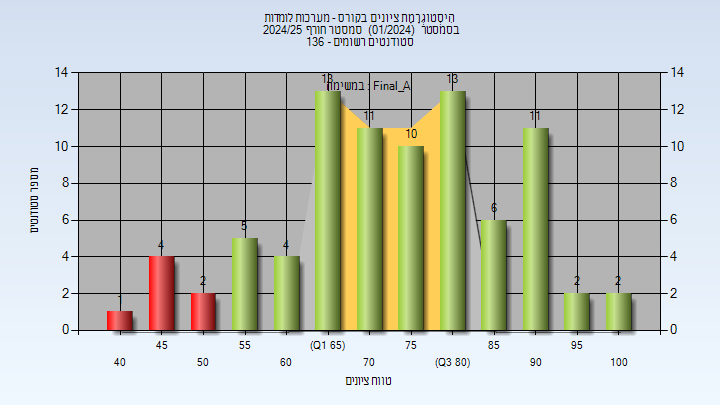 היסטוגרמת ציונים בקורס - מערכות לומדות
בסמסטר (01/2024) סמסטר חורף 2024/25
סטודנטים רשומים - 136
במשימה : Final_A
מספר סטודנטים
14 12 10 8 6 4 2 0
14 12 10 8 6 4 2 0
1 4 2 5 4 13 11 10 13 6 11 2 2
45 50 55 60 (Q1 65) 70 75 (Q3 80) 85 90 95 100
40
טווח ציונים